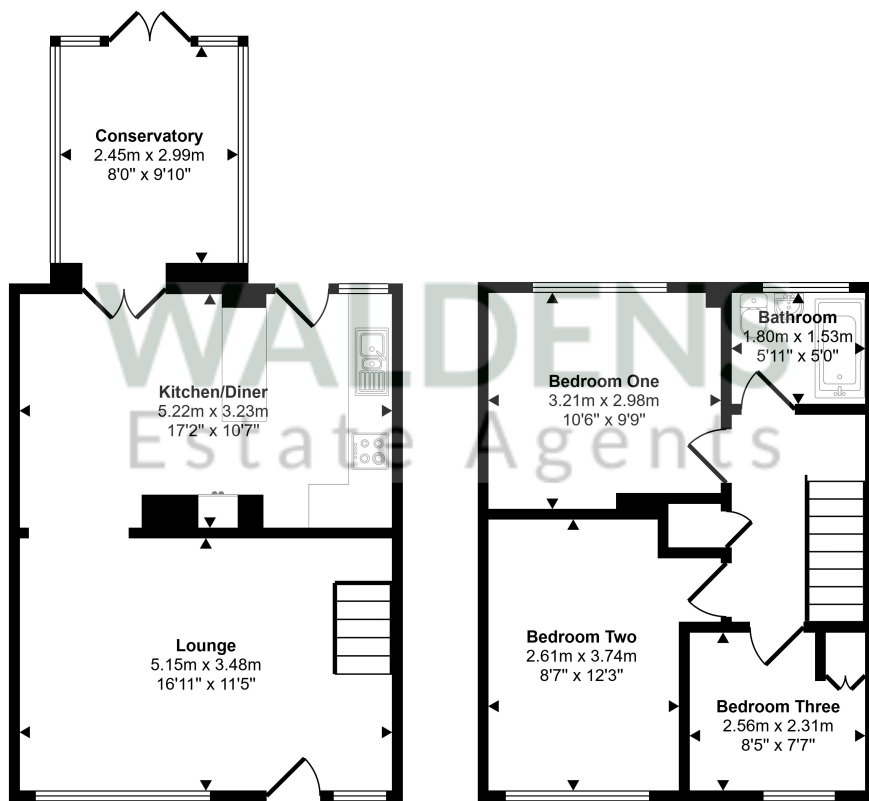 Conservatory
2.45m x 2.99m
8'0" x 9'10"
WALDENS
Estate Agents
Kitchen/Diner
5.22m x 3.23m
17'2" x 10'7"
Lounge
5.15m x 3.48m
16'11" x 11'5"
Bedroom One
3.21m x 2.98m
10'6" x 9'9"
Bathroom
1.80m x 1.53m
5'11" x 5'0"
Bedroom Two
2.61m x 3.74m
8'7" x 12'3"
Bedroom Three
2.56m x 2.31m
8'5" x 7'7"